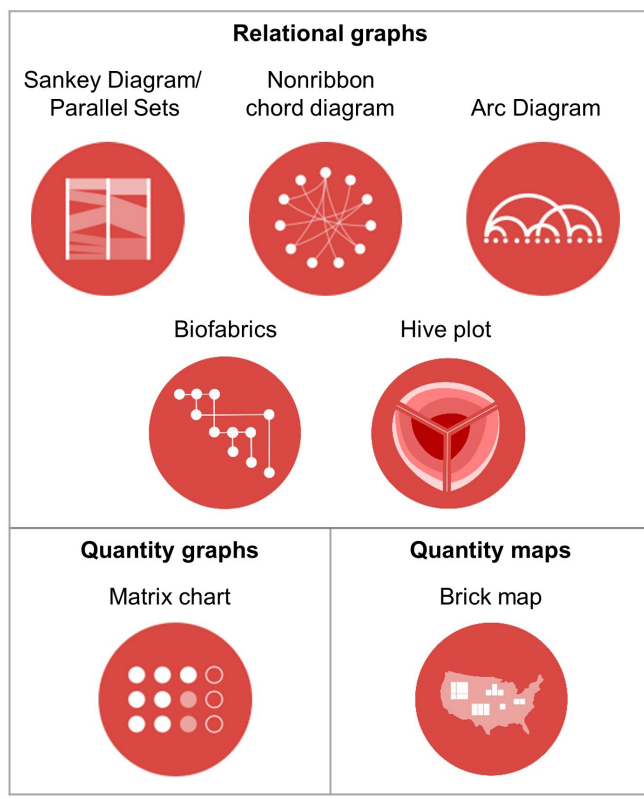 Relational graphs
Sankey Diagram/
Parallel Sets
Nonribbon
chord diagram
Arc Diagram
Biofabrics
Hive plot
Quantity graphs
Matrix chart
Quantity maps
Brick map